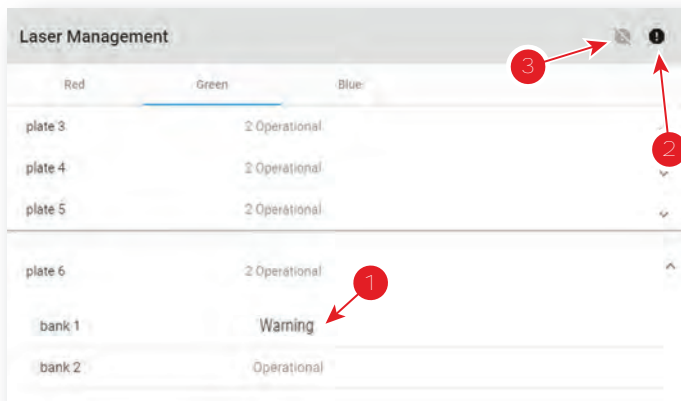 Laser Management
3
2
Red Green Blue
plate 3 2 Operational
plate 4 2 Operational
plate 5 2 Operational
plate 6 2 Operational
1
bank 1 Warning
bank 2 Operational